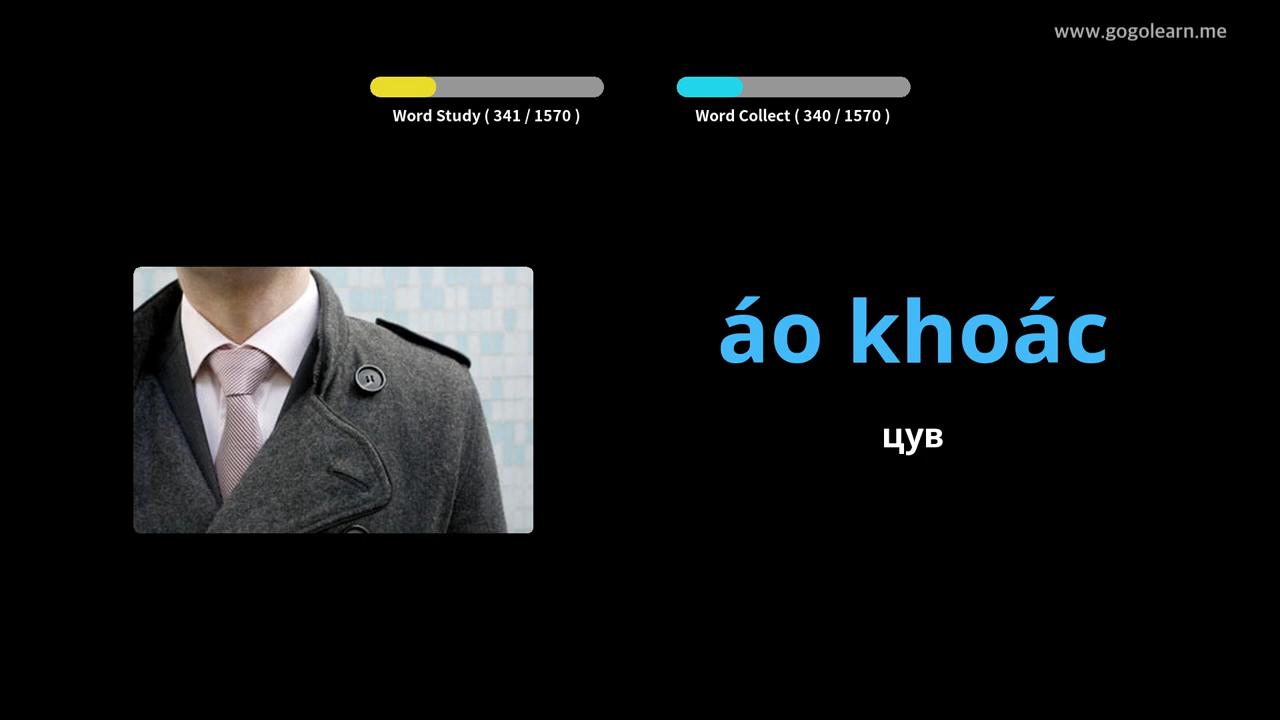 www.gogolearn.me
Word Study ( 341 / 1570 )
Word Collect ( 340 / 1570 )
áo khoác
цув